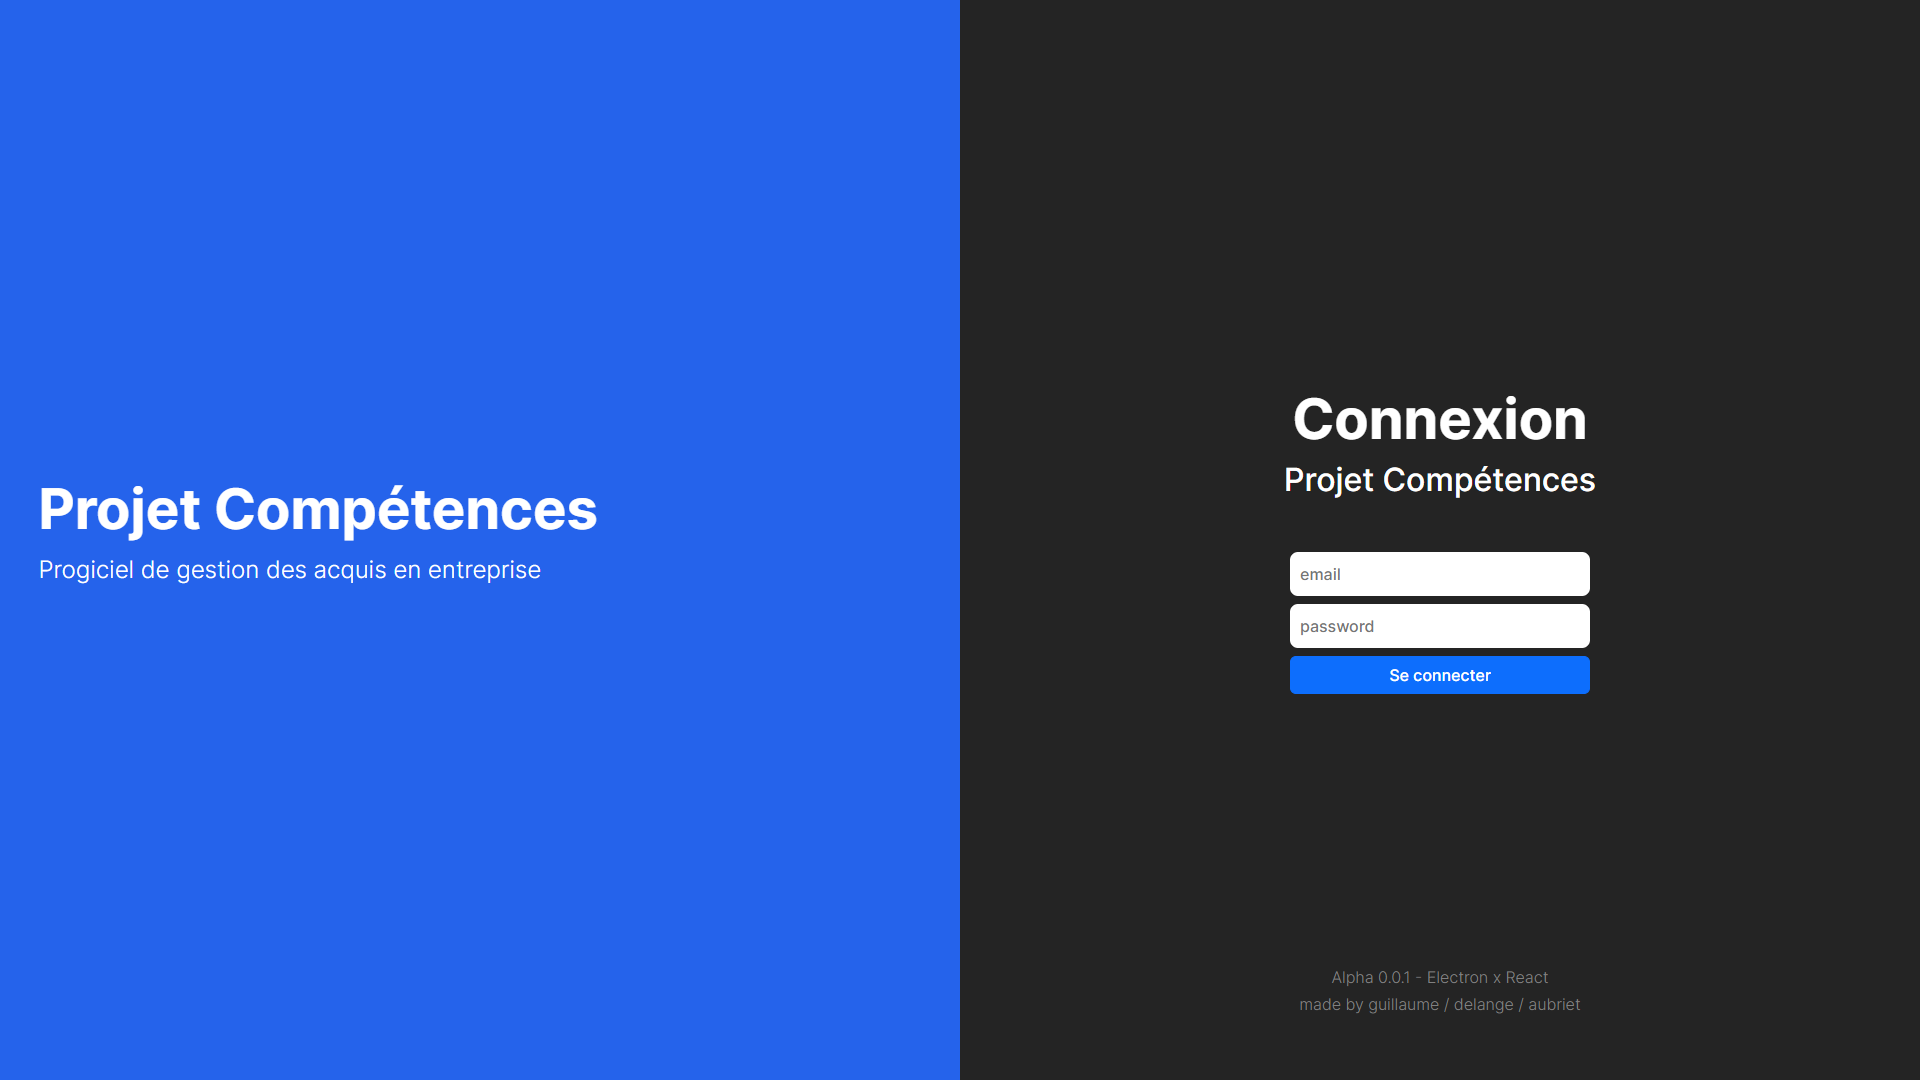 Projet Compétences
Progiciel de gestion des acquis en entreprise
Connexion
Projet Compétences
email
password
Se connecter
Alpha 0.0.1 - Electron x React
made by guillaume / delange / aubriet